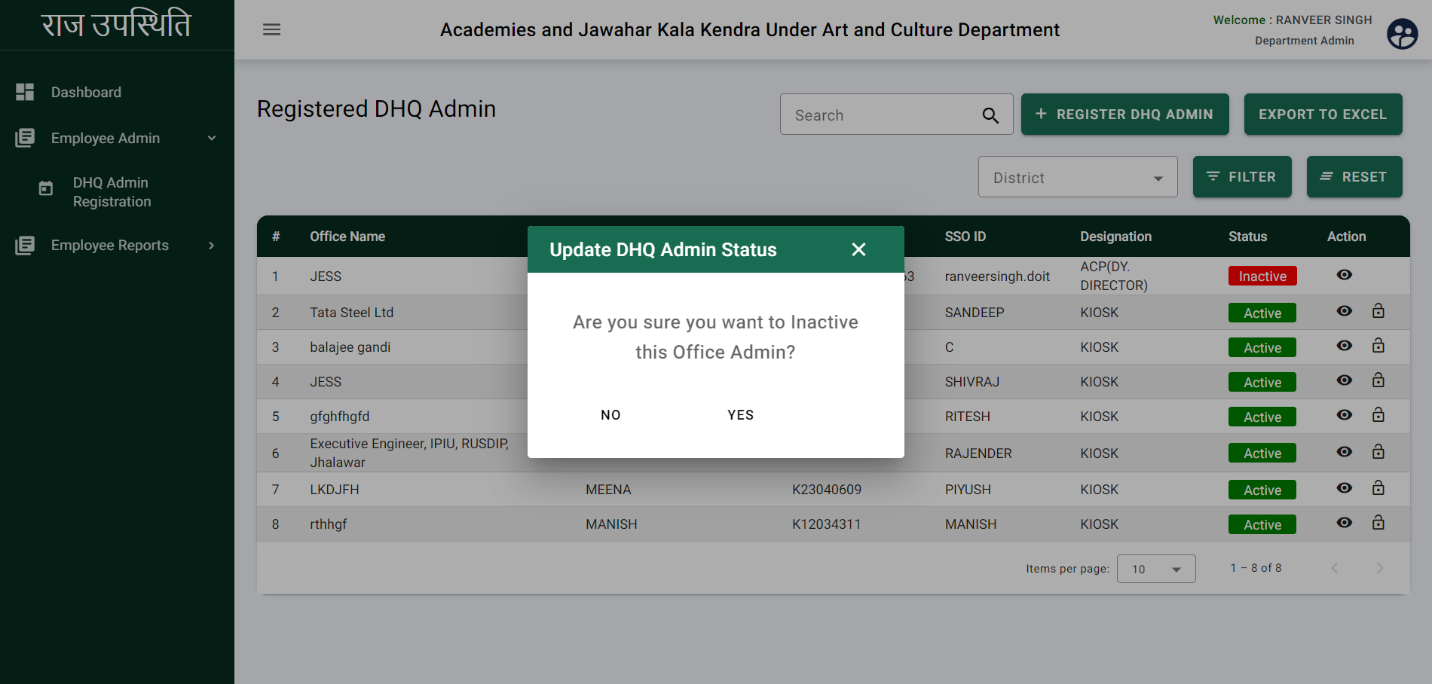 राज उपस्थिति
Academies and Jawahar Kala Kendra Under Art and Culture Department
Welcome : RANVEER SINGH
Department Admin
Dashboard
Employee Admin
DHQ Admin
Registration
Employee Reports
Registered DHQ Admin
Search
+ REGISTER DHQ ADMIN
EXPORT TO EXCEL
District
FILTER
RESET
# Office Name SSO ID Designation Status Action
1 JESS ranveersingh.doit ACP(DY. DIRECTOR) Inactive
2 Tata Steel Ltd SANDEEP KIOSK Active
3 balajee gandi C KIOSK Active
4 JESS SHIVRAJ KIOSK Active
5 gfghfhgfd RITESH KIOSK Active
6 Executive Engineer, IPIU, RUSDIP, Jhalawar RAJENDER KIOSK Active
7 LKDJFH MEENA K23040609 PIYUSH KIOSK Active
8 rthhgf MANISH K12034311 MANISH KIOSK Active
Items per page: 10 1 – 8 of 8
Update DHQ Admin Status
Are you sure you want to Inactive
this Office Admin?
NO YES